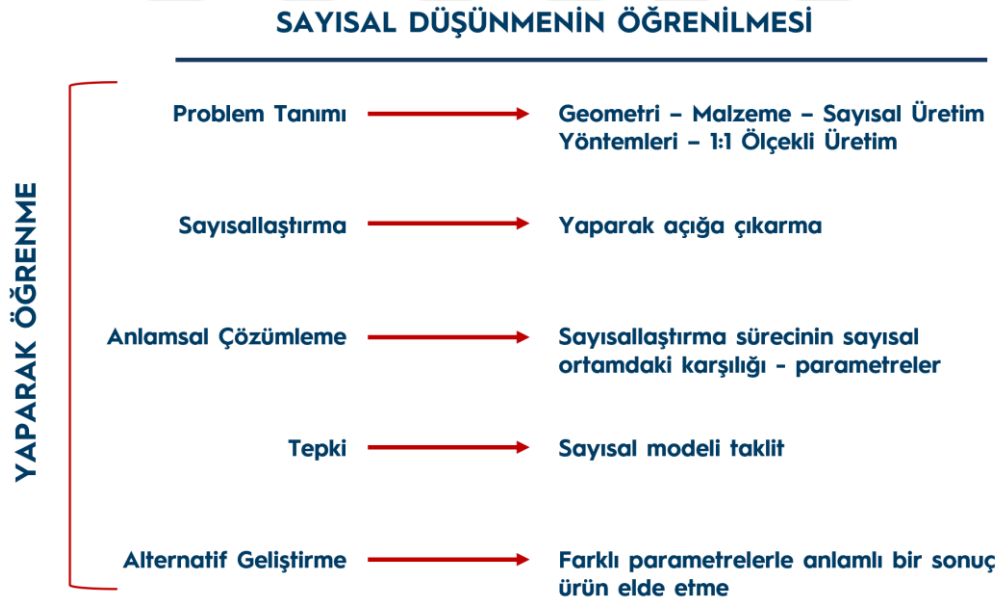 SAYISAL DÜŞÜNMENİN ÖĞRENİLMESİ
YAPARAK ÖĞRENME
Problem Tanımı
Geometri – Malzeme – Sayısal Üretim
Yöntemleri – 1:1 Ölçekli Üretim
Sayısallaştırma
Yaparak açığa çıkarma
Anlamsal Çözümleme
Sayısallaştırma sürecinin sayısal
ortamdaki karşılığı - parametreler
Tepki
Sayısal modeli taklit
Alternatif Geliştirme
Farklı parametrelerle anlamlı bir sonuç
ürün elde etme